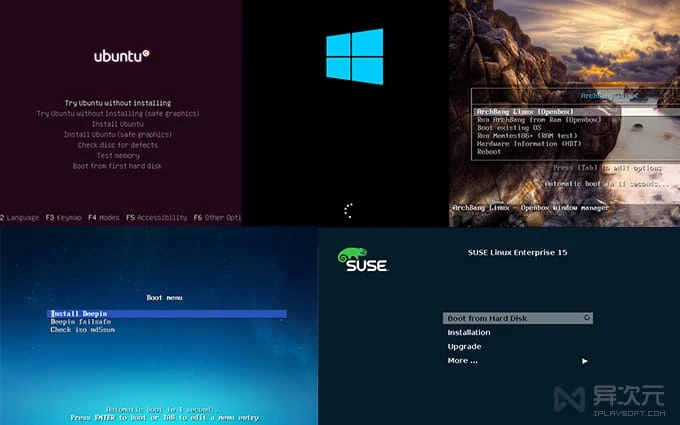 ubuntu
Try Ubuntu without installing
Try Ubuntu without installing (safe graphics)
Install Ubuntu
Install Ubuntu (safe graphics)
Check disc for defects
Test memory
Boot from first hard disk
2 Language F3 Keymap F4 Modes F5 Accessibility F6 Other Opti
ArchBang Linux
ArchBang Linux [Openbox]
Run ArchBang from Ram [Openbox]
Boot existing OS
Run Memtest86+ (RAM test)
Hardware Information (HDT)
Reboot
Press [Tab] to edit options
Automatic boot in 11 seconds...
ArchBang Linux - Openbox window manager
Boot menu
Install Deepin
Deepin failsafe
Check iso md5sum
Automatic boot in 1 second...
Press ENTER to boot or TAB to edit a menu entry
SUSE
SUSE Linux Enterprise 15
Boot from Hard Disk
Installation
Upgrade
More ...
异次元
IPLAYSOFT.COM